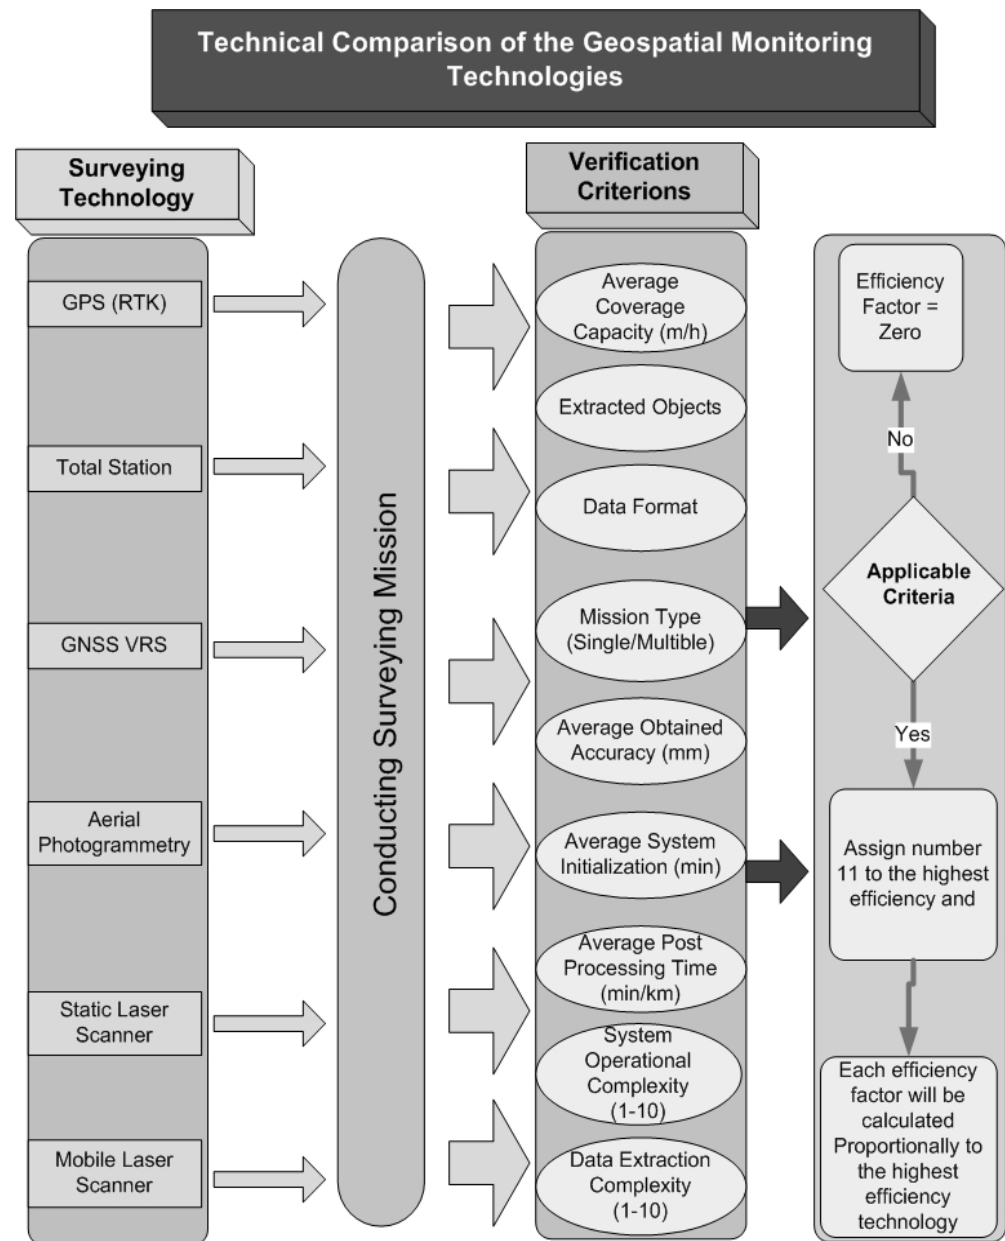 Technical Comparison of the Geospatial Monitoring
Technologies
Surveying
Technology
GPS (RTK)
Total Station
GNSS VRS
Aerial
Photogrammetry
Static Laser
Scanner
Mobile Laser
Scanner
Conducting Surveying Mission
Verification
Criterions
Average
Coverage
Capacity (m/h)
Extracted Objects
Data Format
Mission Type
(Single/Multible)
Average Obtained
Accuracy (mm)
Average System
Initialization (min)
Average Post
Processing Time
(min/km)
System
Operational
Complexity
(1-10)
Data Extraction
Complexity
(1-10)
Efficiency
Factor =
Zero
No
Applicable
Criteria
Yes
Assign number
11 to the highest
efficiency and
Each efficiency
factor will be
calculated
Proportionally to
the highest
efficiency
technology